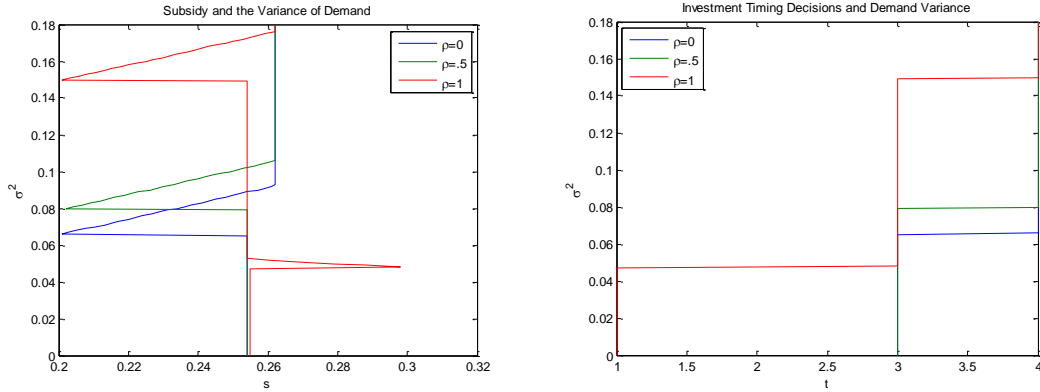 Subsidy and the Variance of Demand
0.18
0.16
0.14
0.12
0.1
0.08
0.06
0.04
0.02
0
σ²
0.2
0.22
0.24
0.26
0.28
0.3
0.32
s
ρ=0
ρ=.5
ρ=1
Investment Timing Decisions and Demand Variance
0.18
0.16
0.14
0.12
0.1
0.08
0.06
0.04
0.02
0
σ²
1
1.5
2
2.5
3
3.5
4
t
ρ=0
ρ=.5
ρ=1